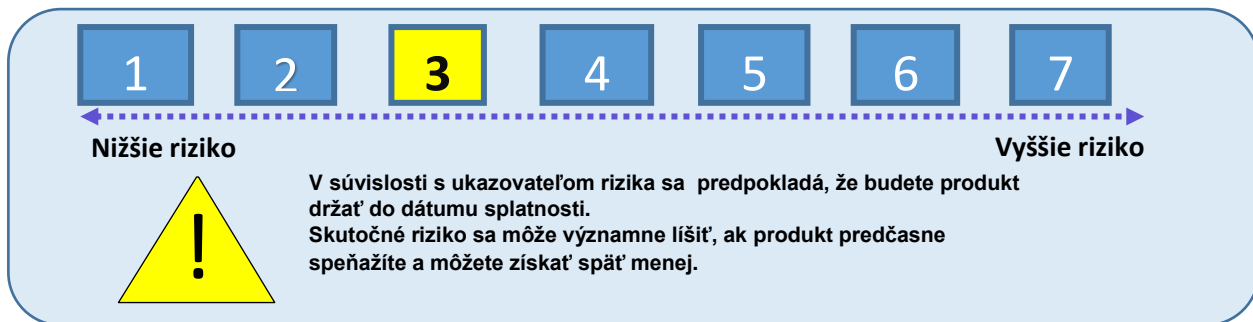 1 2 3 4 5 6 7
Nižšie riziko
Vyššie riziko
!
V súvislosti s ukazovateľom rizika sa predpokladá, že budete produkt
držať do dátumu splatnosti.
Skutočné riziko sa môže významne líšiť, ak produkt predčasne
speňažíte a môžete získať späť menej.